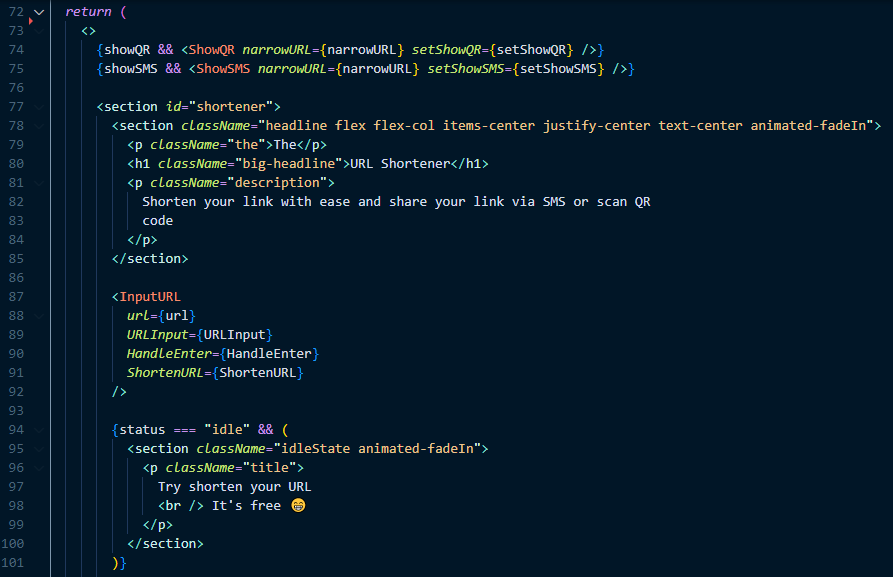 72 return (
73 <>
74 {showQR && <ShowQR narrowURL={narrowURL} setShowQR={setShowQR} />}
75 {showSMS && <ShowSMS narrowURL={narrowURL} setShowSMS={setShowSMS} />}
76
77 <section id="shortener">
78 <section className="headline flex flex-col items-center justify-center text-center animated-fadeIn">
79 <p className="the">The</p>
80 <h1 className="big-headline">URL Shortener</h1>
81 <p className="description">
82 Shorten your link with ease and share your link via SMS or scan QR
83 code
84 </p>
85 </section>
86
87 <InputURL
88 url={url}
89 URLInput={URLInput}
90 HandleEnter={HandleEnter}
91 ShortenURL={ShortenURL}
92 />
93
94 {status === "idle" && (
95 <section className="idleState animated-fadeIn">
96 <p className="title">
97 Try shorten your URL
98 <br /> It's free 😁
99 </p>
100 </section>
101 )}